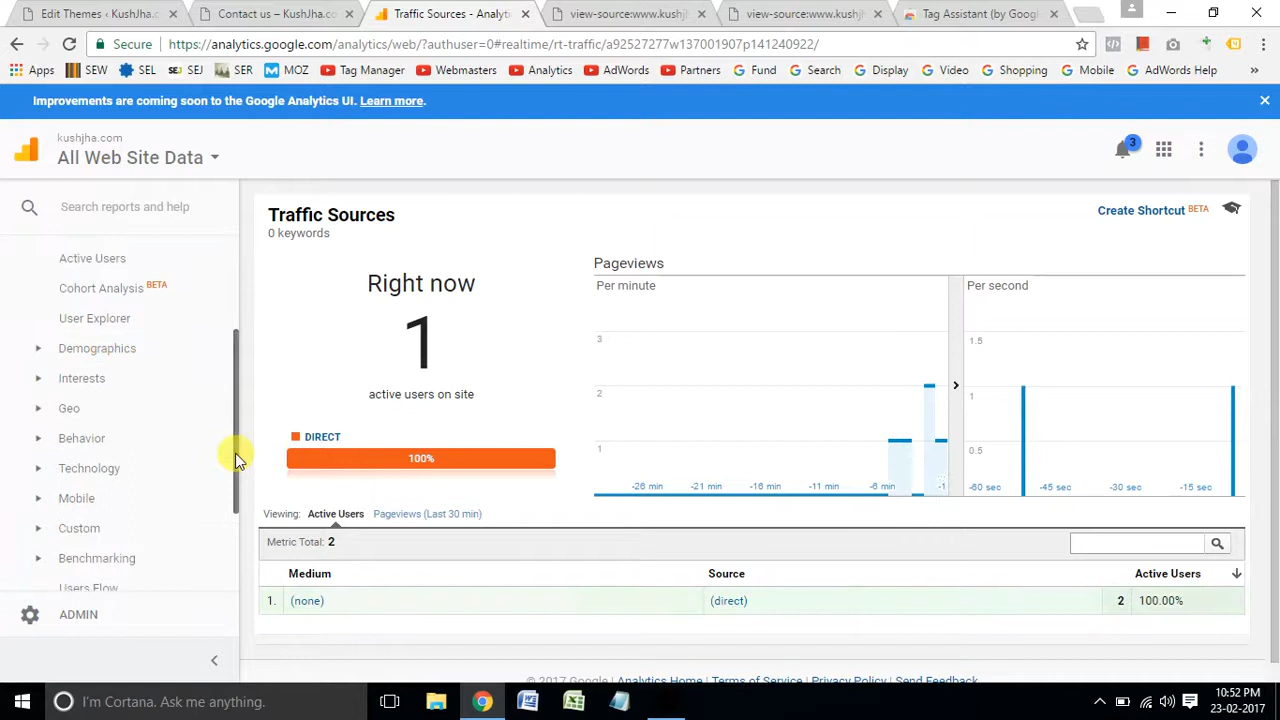 Edit Themes ‹ KushJha.
Contact us – KushJha.co
Traffic Sources - Analyti
view-source:www.kushjl
view-source:www.kushj
Tag Assistant (by Googl
Secure
https://analytics.google.com/analytics/web/?authuser=0#realtime/rt-traffic/a92527277w137001907p141240922/
Apps
SEW
SEL
SEJ
SER
MOZ
Tag Manager
Webmasters
Analytics
AdWords
Partner
Fund
Search
Display
Video
Shopping
Mobile
AdWords Help
»
Improvements are coming soon to the Google Analytics UI. Learn more.
kushjha.com
All Web Site Data
3
Search reports and help
Active Users
Cohort Analysis BETA
User Explorer
Demographics
Interests
Geo
Behavior
Technology
Mobile
Custom
Benchmarking
Users Flow
ADMIN
Traffic Sources
0 keywords
Create Shortcut BETA
Right now
1
active users on site
DIRECT
100%
Pageviews
Per minute
3
2
1
-26 min
-21 min
-16 min
-11 min
-6 min
-1
Per second
1.5
1
0.5
-60 sec
-45 sec
-30 sec
-15 sec
Viewing: Active Users Pageviews (Last 30 min)
Metric Total: 2
Medium Source Active Users
1. (none) (direct) 2 100.00%
© 2017 Google | Analytics Home | Terms of Service | Privacy Policy | Send Feedback
I'm Cortana. Ask me anything.
10:52 PM
23-02-2017